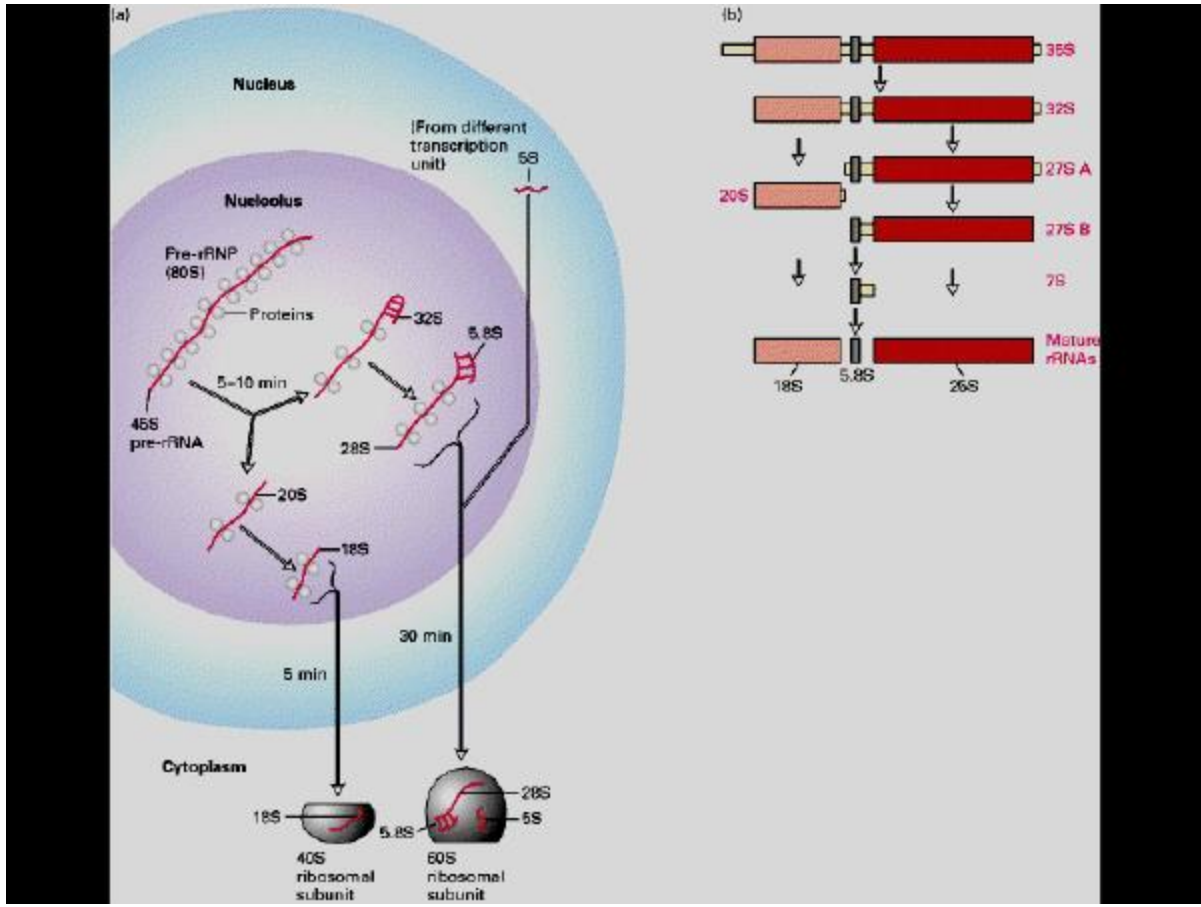 (a)
Nucleus
(From different
transcription
unit)
5S
Nucleolus
Pre-rRNP
(80S)
Proteins
32S
5.8S
5–10 min
45S
pre-rRNA
28S
20S
18S
30 min
5 min
Cytoplasm
18S
28S
5.8S
5S
40S
ribosomal
subunit
60S
ribosomal
subunit
(b)
35S
32S
27S A
20S
27S B
7S
Mature
rRNAs
18S
5.8S
26S